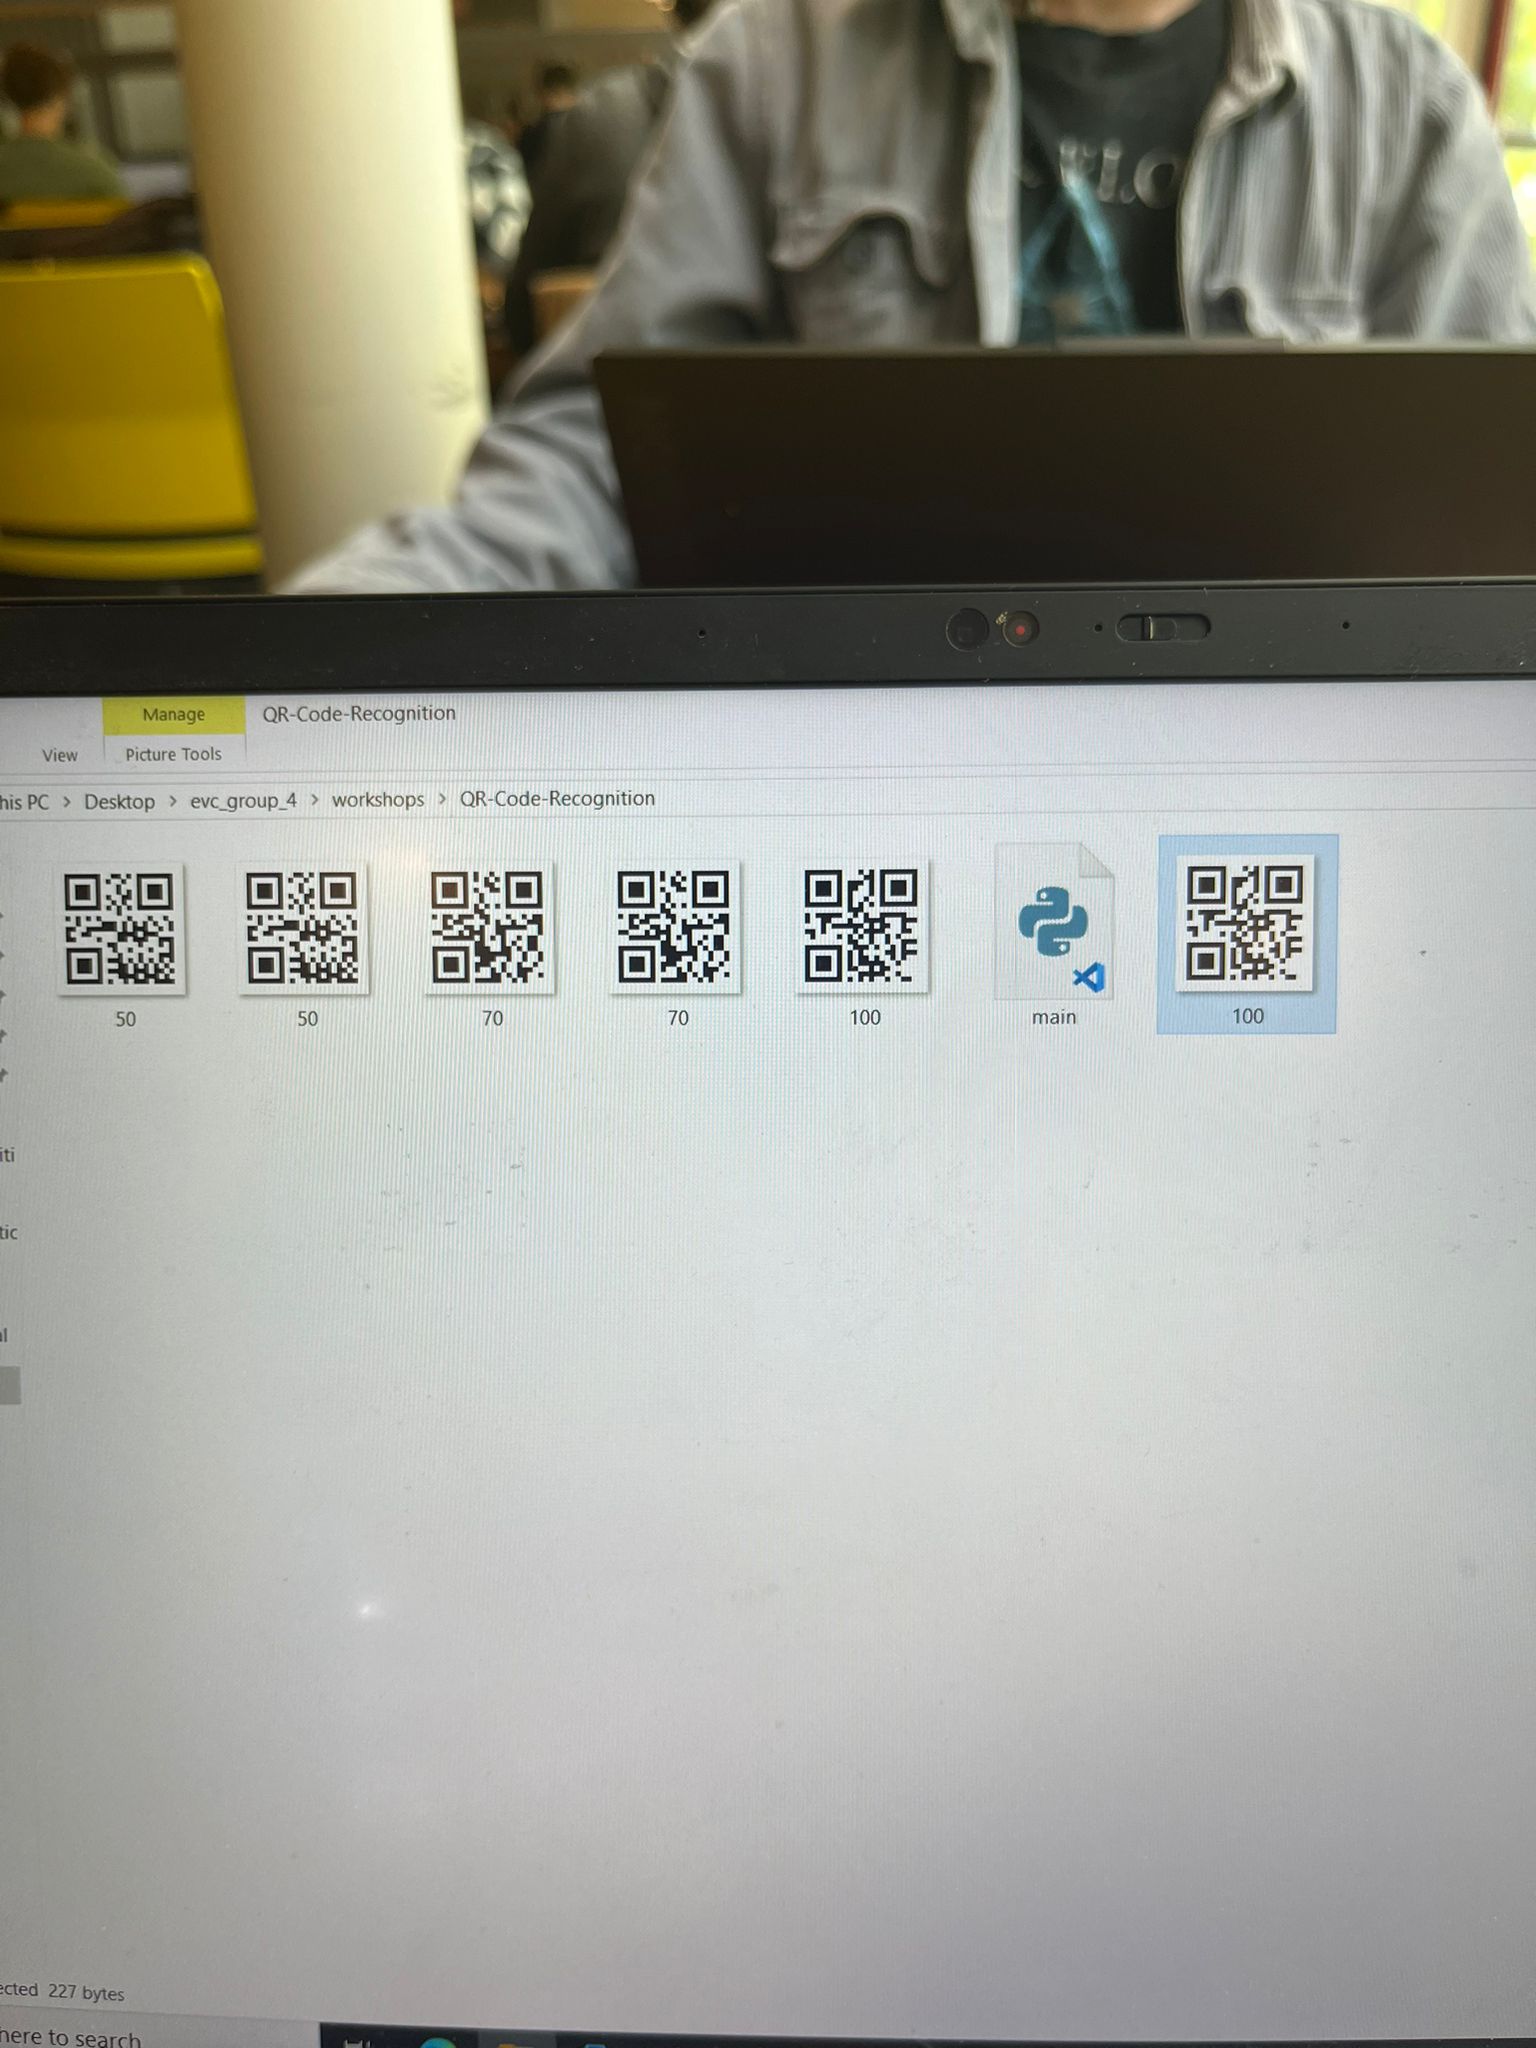 Manage
QR-Code-Recognition
View
Picture Tools
his PC > Desktop > evc_group_4 > workshops > QR-Code-Recognition
50
50
70
70
100
main
100
iti
tic
al
ected 227 bytes
here to search